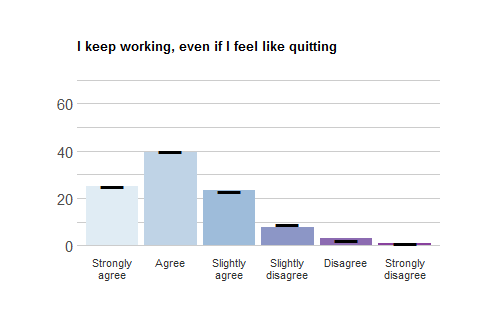 I keep working, even if I feel like quitting
60
40
20
0
Strongly agree
Agree
Slightly agree
Slightly disagree
Disagree
Strongly disagree